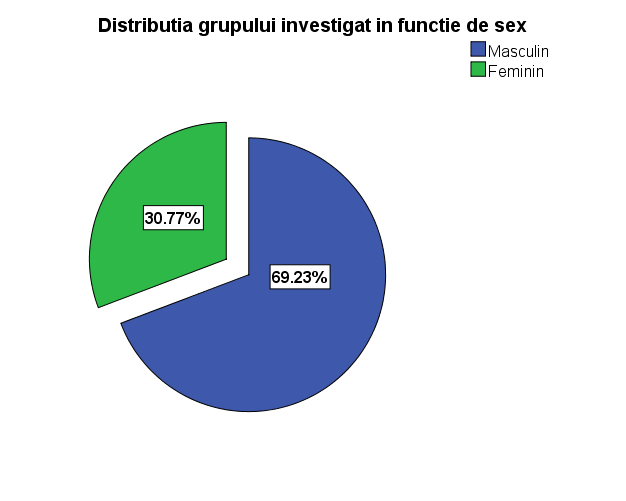 Distributia grupului investigat in functie de sex
Masculin
Feminin
30.77%
69.23%